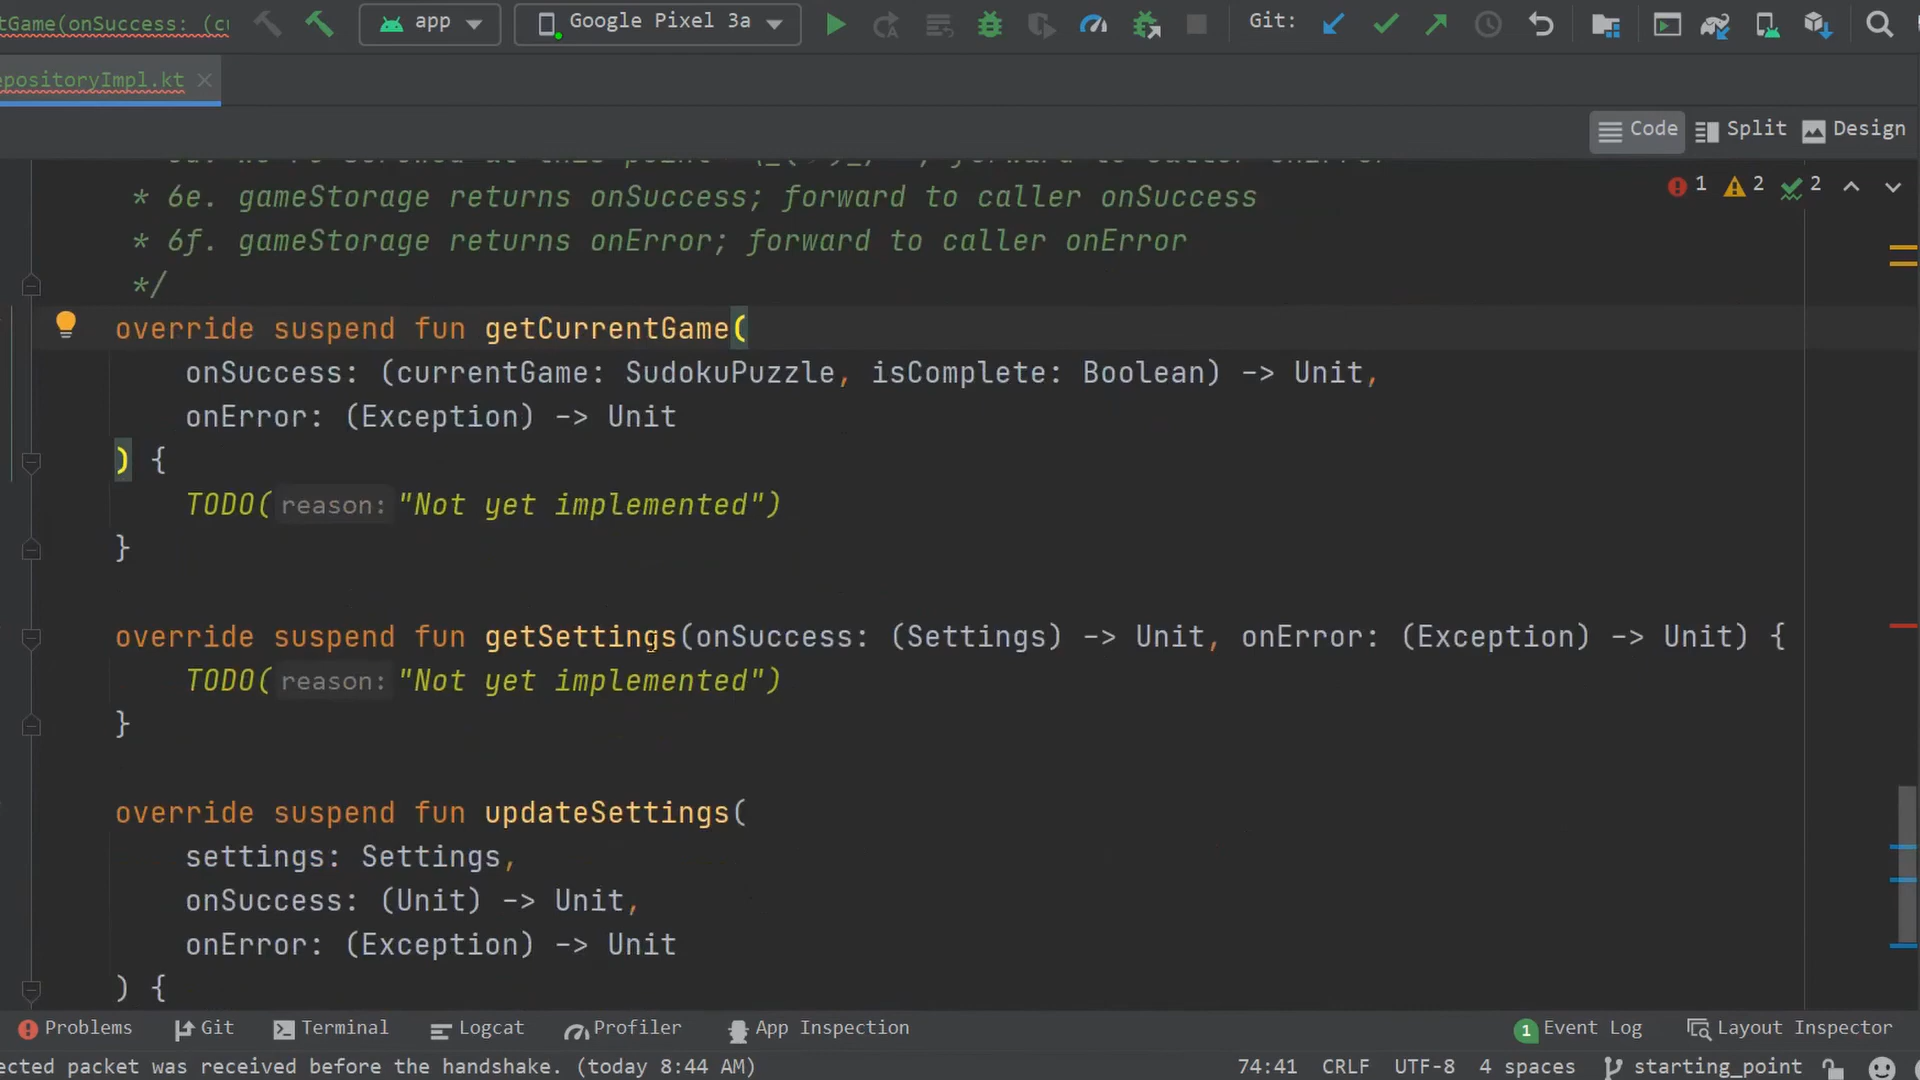 tGame(onSuccess: (cu
app
Google Pixel 3a
Git:
epositoryImpl.kt
Code
Split
Design
* 6e. gameStorage returns onSuccess; forward to caller onSuccess
1
2
2
* 6f. gameStorage returns onError; forward to caller onError
*/
override suspend fun getCurrentGame(
onSuccess: (currentGame: SudokuPuzzle, isComplete: Boolean) -> Unit,
onError: (Exception) -> Unit
) {
TODO( reason: "Not yet implemented")
}
override suspend fun getSettings(onSuccess: (Settings) -> Unit, onError: (Exception) -> Unit) {
TODO( reason: "Not yet implemented")
}
override suspend fun updateSettings(
settings: Settings,
onSuccess: (Unit) -> Unit,
onError: (Exception) -> Unit
) {
Problems
Git
Terminal
Logcat
Profiler
App Inspection
1
Event Log
Layout Inspector
ected packet was received before the handshake. (today 8:44 AM)
74:41
CRLF
UTF-8
4 spaces
starting_point